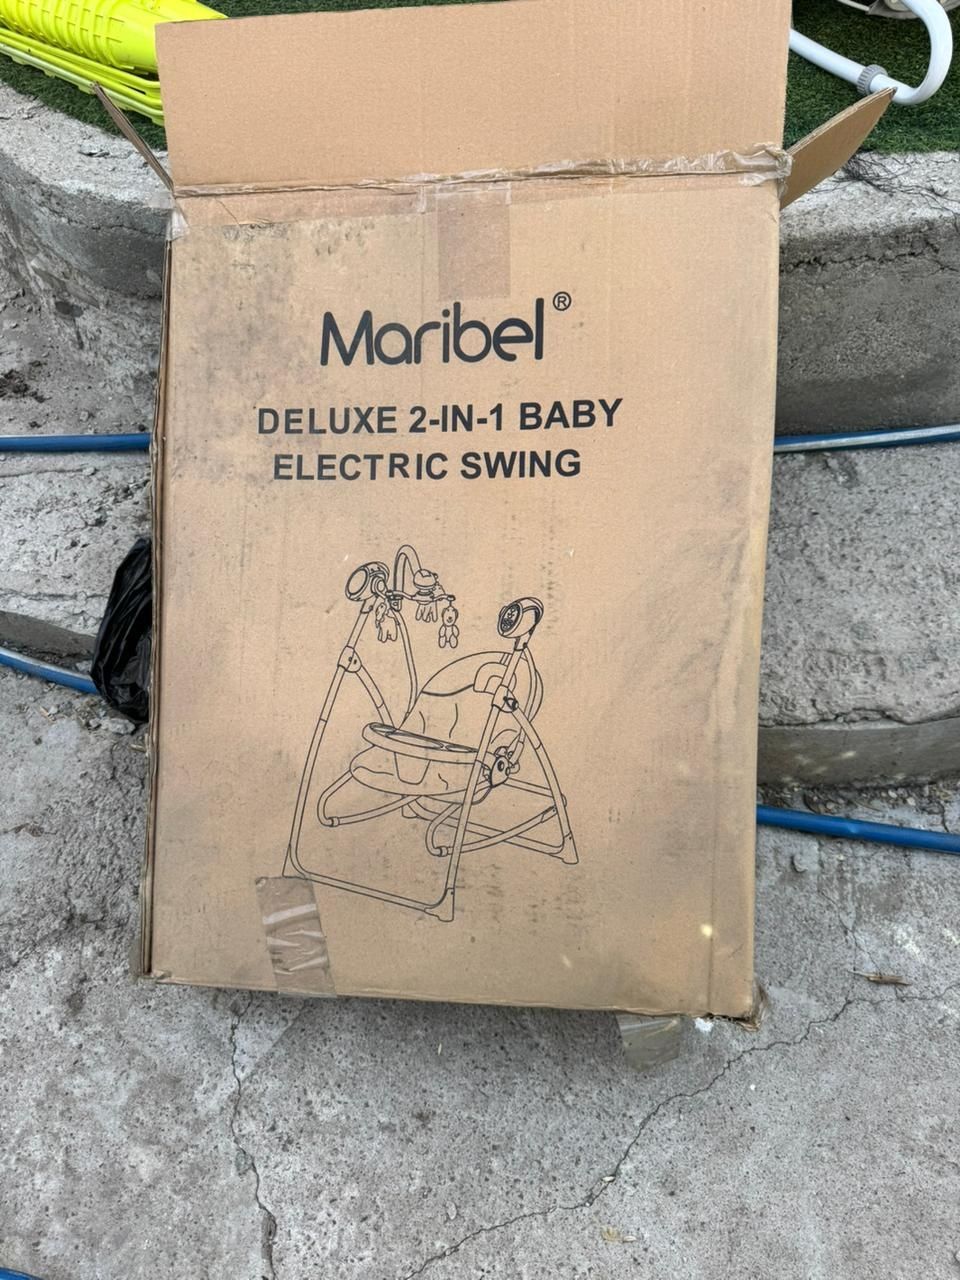 Maribel®
DELUXE 2-IN-1 BABY
ELECTRIC SWING